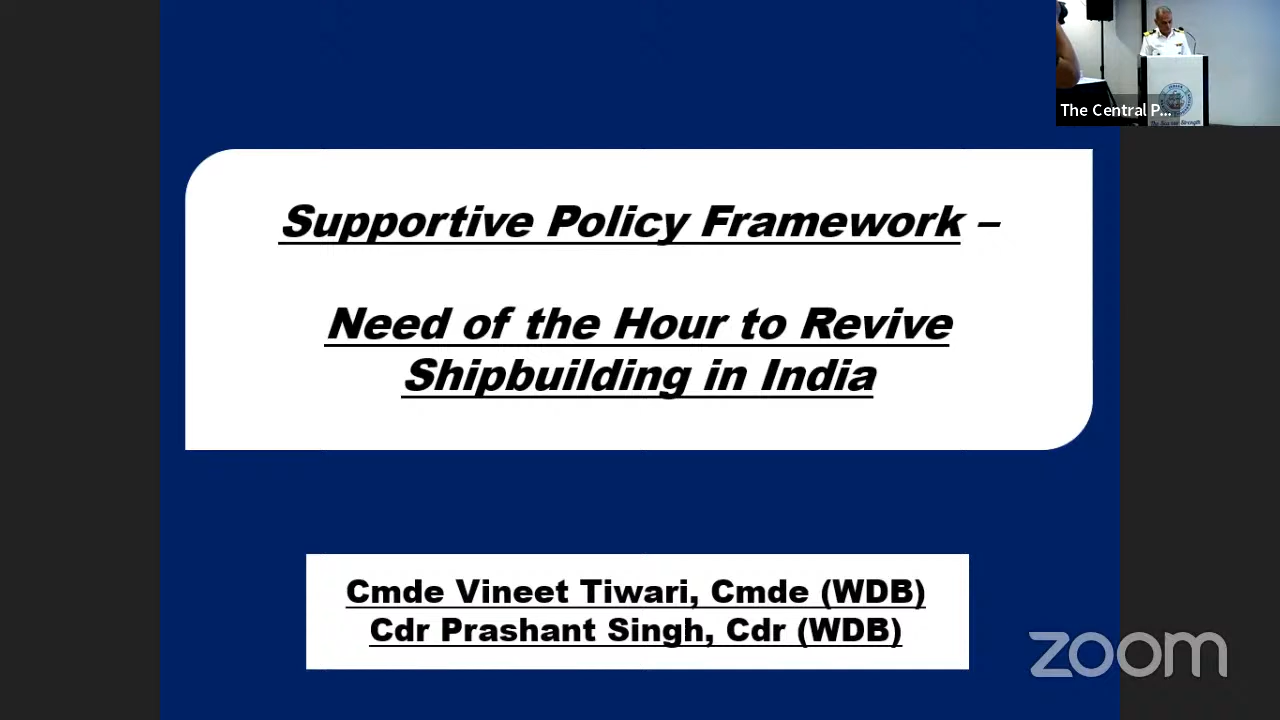 Supportive Policy Framework –
Need of the Hour to Revive
Shipbuilding in India
Cmde Vineet Tiwari, Cmde (WDB)
Cdr Prashant Singh, Cdr (WDB)
The Central P...
zoom